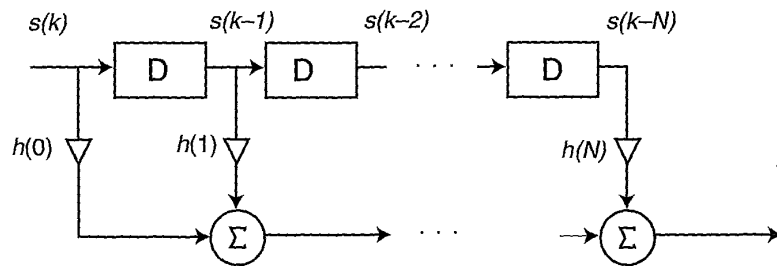 s(k) s(k–1) s(k–2) s(k–N)
D D · · · D
h(0) h(1) h(N)
Σ · · · Σ